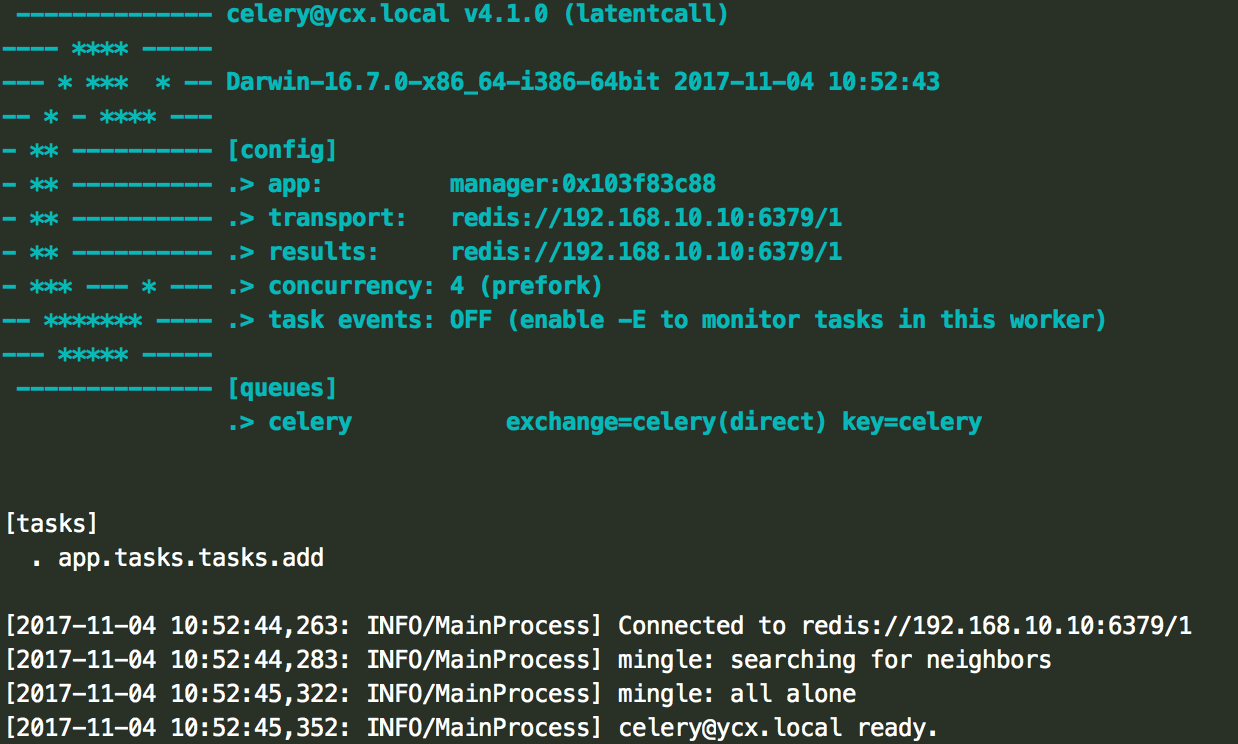 -------------- celery@ycx.local v4.1.0 (latentcall)
---- **** -----
--- * ***  * -- Darwin-16.7.0-x86_64-i386-64bit 2017-11-04 10:52:43
-- * - **** ---
- ** ---------- [config]
- ** ---------- .> app:         manager:0x103f83c88
- ** ---------- .> transport:   redis://192.168.10.10:6379/1
- ** ---------- .> results:     redis://192.168.10.10:6379/1
- *** --- * --- .> concurrency: 4 (prefork)
-- ******* ---- .> task events: OFF (enable -E to monitor tasks in this worker)
--- ***** -----
 -------------- [queues]
                .> celery           exchange=celery(direct) key=celery
[tasks]
  . app.tasks.tasks.add
[2017-11-04 10:52:44,263: INFO/MainProcess] Connected to redis://192.168.10.10:6379/1
[2017-11-04 10:52:44,283: INFO/MainProcess] mingle: searching for neighbors
[2017-11-04 10:52:45,322: INFO/MainProcess] mingle: all alone
[2017-11-04 10:52:45,352: INFO/MainProcess] celery@ycx.local ready.